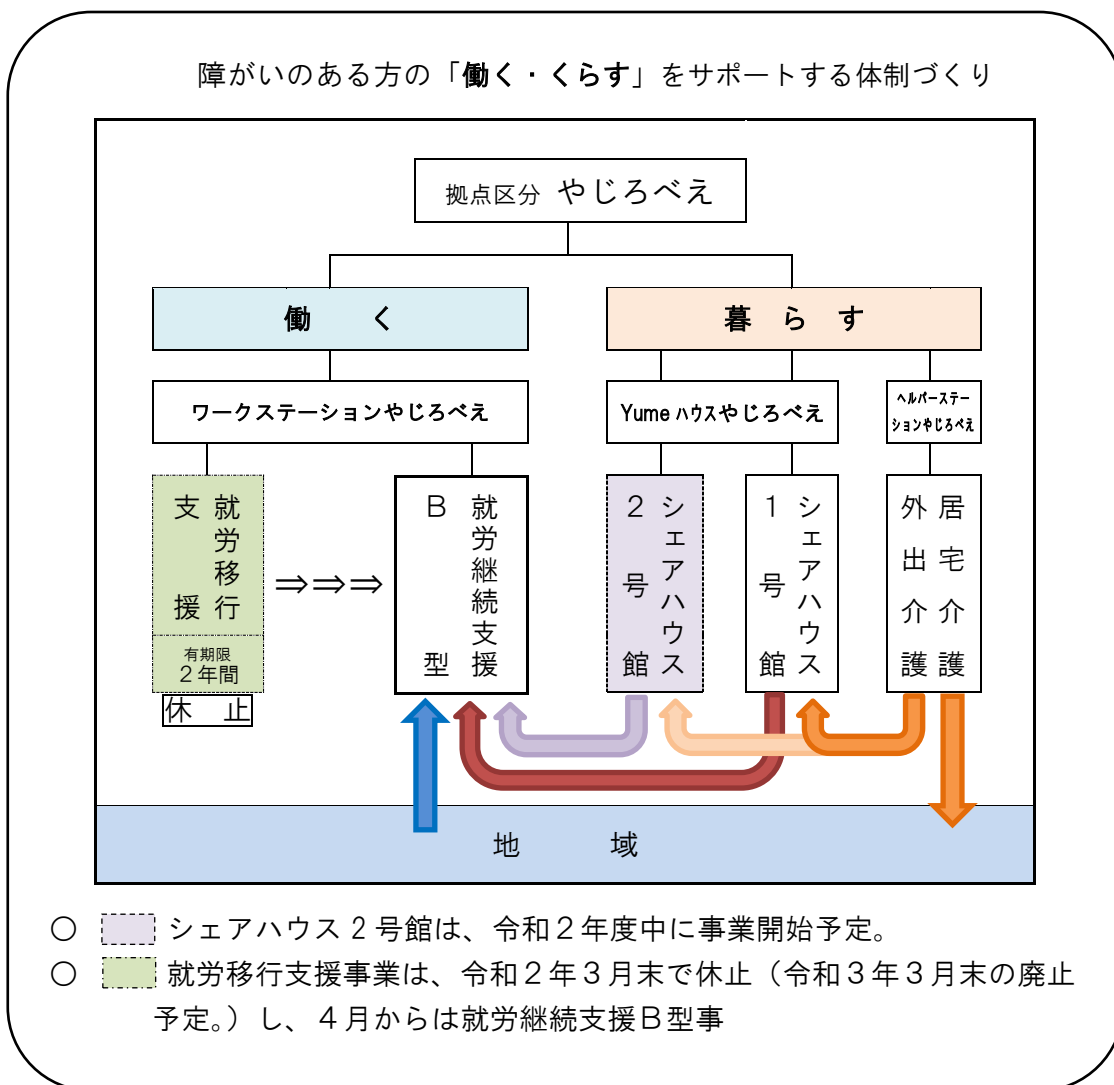 障がいのある方の「働く・くらす」をサポートする体制づくり
拠点区分 やじろべえ
働 く
暮 ら す
ワークステーションやじろべえ
Yume ハウスやじろべえ
ヘルパーステー
ションやじろべえ
就労移行
支援
有期限
2年間
休 止
⇒⇒⇒
就労継続支援
B型
シェアハウス
2号館
シェアハウス
1号館
居宅介護
外出介護
地 域
○ シェアハウス 2 号館は、令和2年度中に事業開始予定。
○ 就労移行支援事業は、令和2年3月末で休止（令和3年3月末の廃止
予定。）し、4月からは就労継続支援B型事